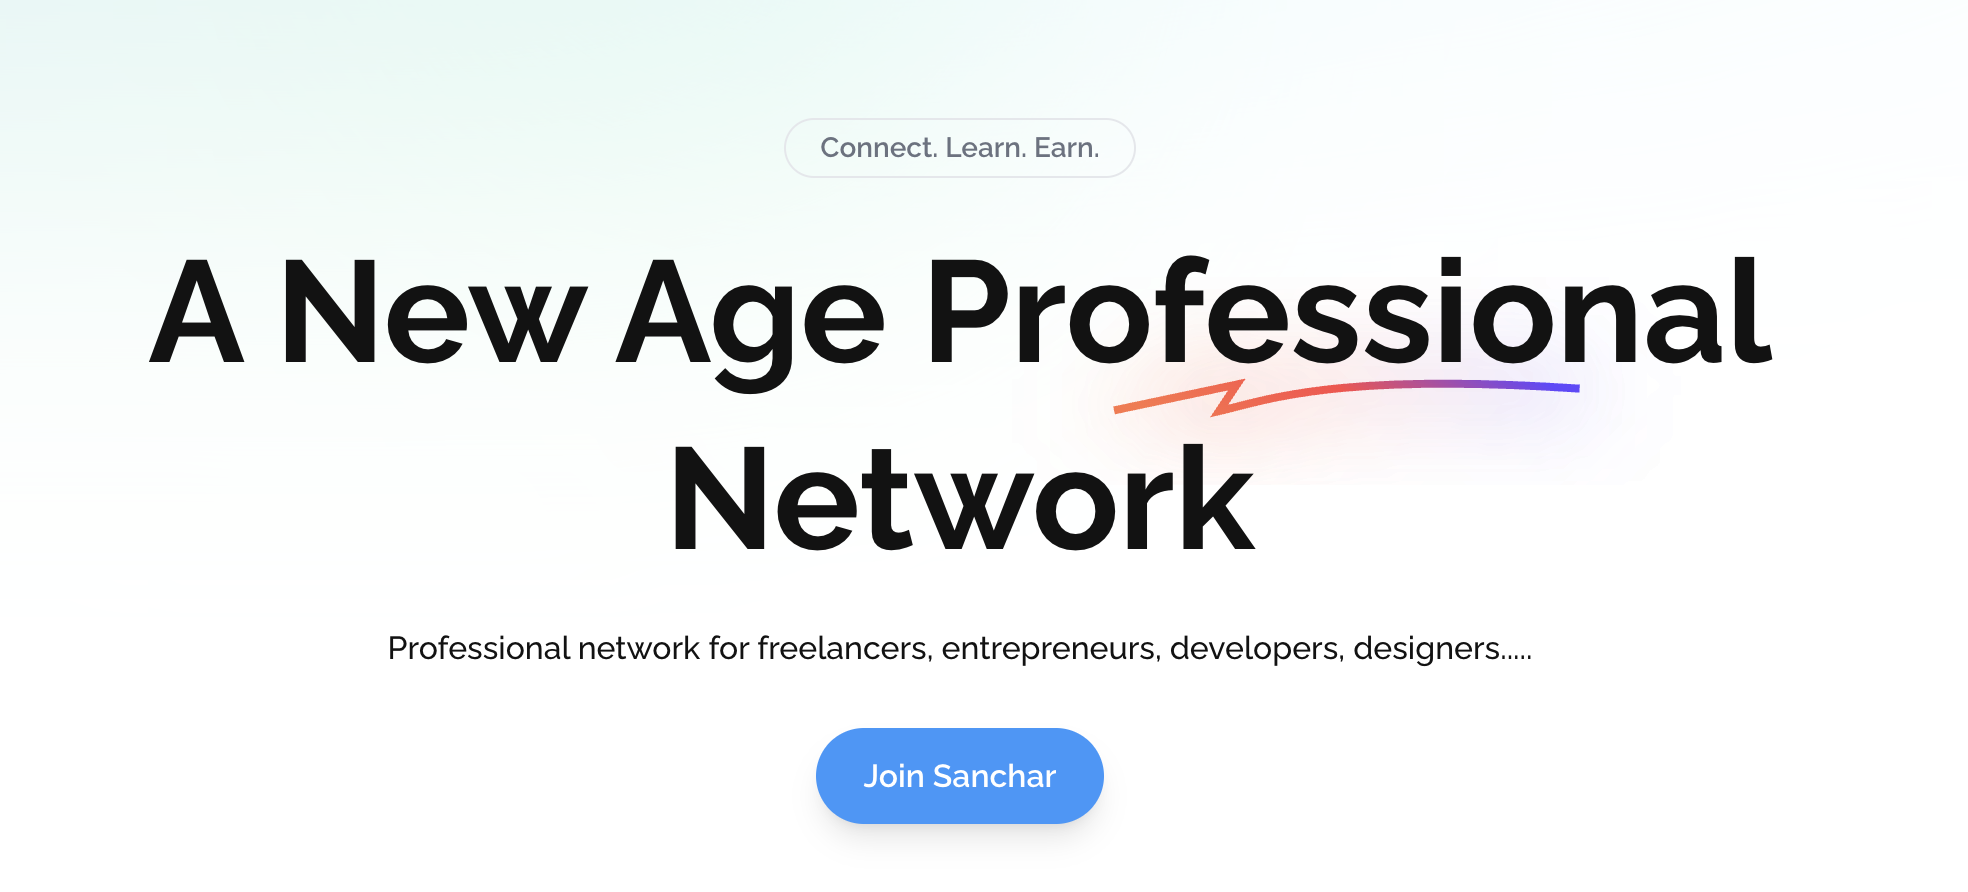 Connect. Learn. Earn.
A New Age Professional
Network
Professional network for freelancers, entrepreneurs, developers, designers.....
Join Sanchar